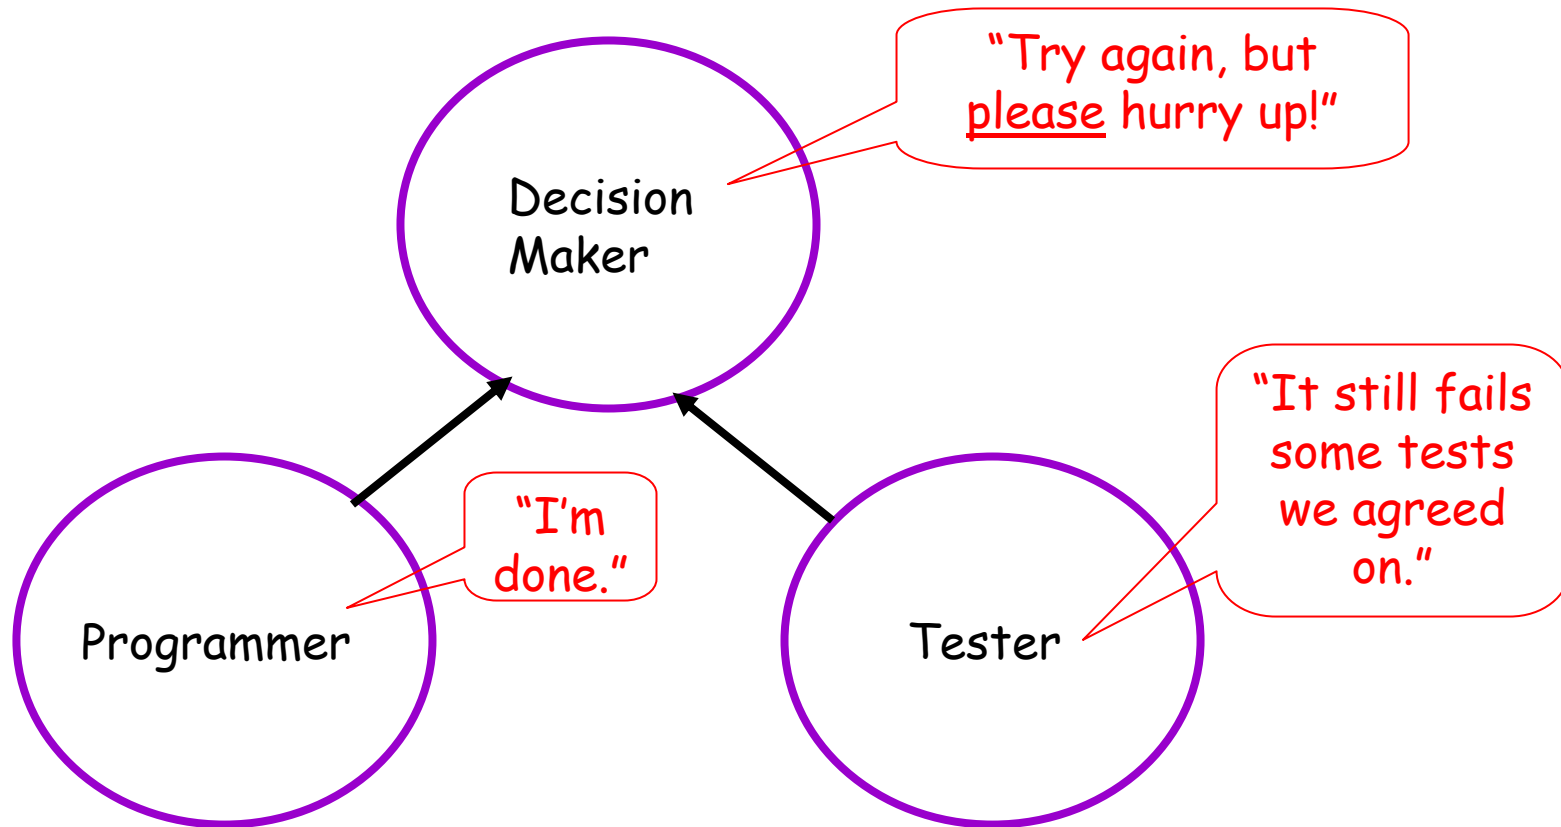 “Try again, but
please hurry up!”
Decision
Maker
“It still fails
some tests
we agreed
on.”
“I’m
done.”
Programmer
Tester